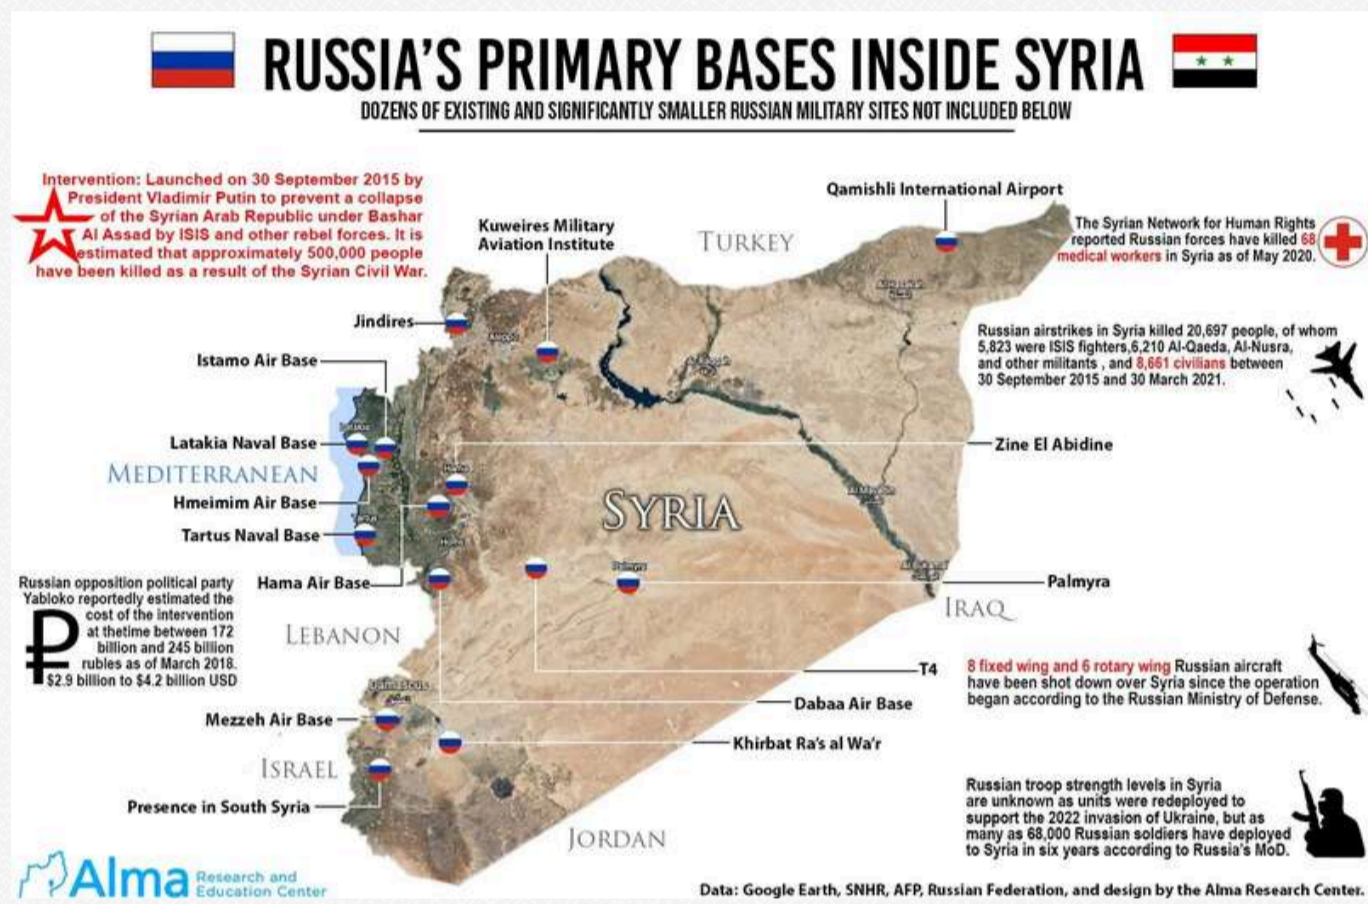 RUSSIA'S PRIMARY BASES INSIDE SYRIA
DOZENS OF EXISTING AND SIGNIFICANTLY SMALLER RUSSIAN MILITARY SITES NOT INCLUDED BELOW
Intervention: Launched on 30 September 2015 by
President Vladimir Putin to prevent a collapse
of the Syrian Arab Republic under Bashar
Al Assad by ISIS and other rebel forces. It is
estimated that approximately 500,000 people
have been killed as a result of the Syrian Civil War.
Kuweires Military
Aviation Institute
TURKEY
Qamishli International Airport
The Syrian Network for Human Rights
reported Russian forces have killed 68
medical workers in Syria as of May 2020.
Jindires
Istamo Air Base
Russian airstrikes in Syria killed 20,697 people, of whom
5,823 were ISIS fighters,6,210 Al-Qaeda, Al-Nusra,
and other militants , and 8,661 civilians between
30 September 2015 and 30 March 2021.
Aleppo
Latakia Naval Base
MEDITERRANEAN
Hmeimim Air Base
Tartus Naval Base
Hama Air Base
Zine El Abidine
Hama
SYRIA
Tartus
Homs
Palmyra
Palmyra
IRAQ
LEBANON
Russian opposition political party
Yabloko reportedly estimated the
cost of the intervention
at thetime between 172
billion and 245 billion
rubles as of March 2018.
$2.9 billion to $4.2 billion USD
T4
Dabaa Air Base
Khirbat Ra's al Wa'r
8 fixed wing and 6 rotary wing Russian aircraft
have been shot down over Syria since the operation
began according to the Russian Ministry of Defense.
Damascus
Mezzeh Air Base
ISRAEL
Presence in South Syria
JORDAN
Russian troop strength levels in Syria
are unknown as units were redeployed to
support the 2022 invasion of Ukraine, but as
many as 68,000 Russian soldiers have deployed
to Syria in six years according to Russia's MoD.
Alma Research and
Education Center
Data: Google Earth, SNHR, AFP, Russian Federation, and design by the Alma Research Center.